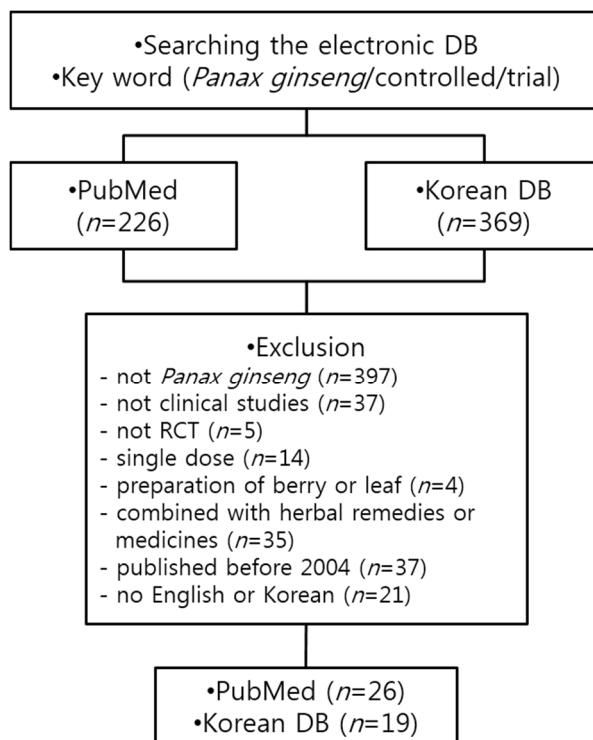 •Searching the electronic DB
•Key word (Panax ginseng/controlled/trial)
•PubMed
(n=226)
•Korean DB
(n=369)
•Exclusion
- not Panax ginseng (n=397)
- not clinical studies (n=37)
- not RCT (n=5)
- single dose (n=14)
- preparation of berry or leaf (n=4)
- combined with herbal remedies or
medicines (n=35)
- published before 2004 (n=37)
- no English or Korean (n=21)
•PubMed (n=26)
•Korean DB (n=19)